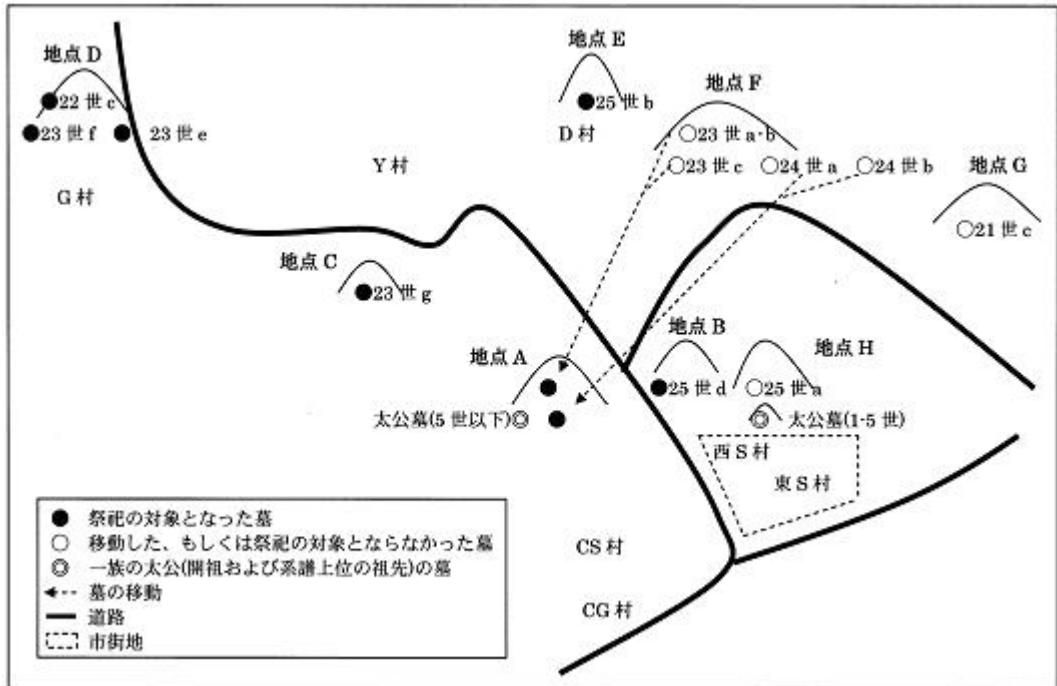 地点 D
22 世 c
23 世 f
23 世 e
G 村
Y 村
地点 E
25 世 b
D 村
地点 F
23 世 a·b
23 世 c
24 世 a
24 世 b
地点 G
21 世 c
地点 C
23 世 g
地点 A
太公墓(5 世以下)
地点 B
25 世 d
地点 H
25 世 a
太公墓(1-5 世)
西 S 村
東 S 村
CS 村
CG 村
祭祀の対象となった墓
移動した、もしくは祭祀の対象とならなかった墓
一族の太公(開祖および系譜上位の祖先)の墓
墓の移動
道路
市街地